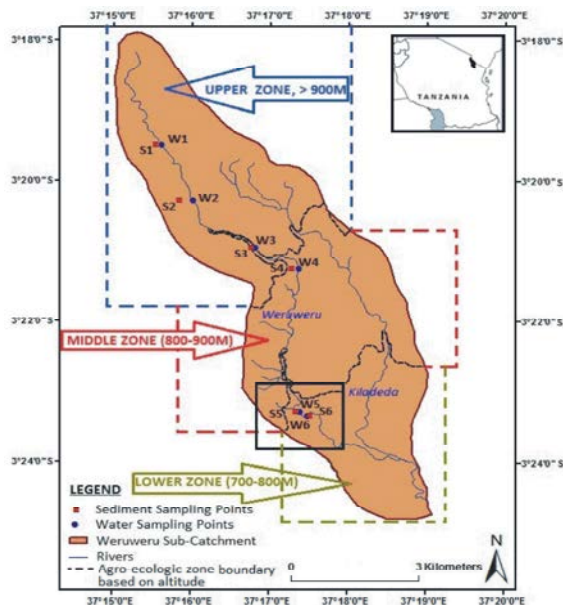 37°15'0"E 37°16'0"E 37°17'0"E 37°18'0"E 37°19'0"E 37°20'0"E
3°18'0"S 3°18'0"S
TANZANIA
UPPER ZONE, > 900M
S1 W1
3°20'0"S 3°20'0"S
S2 W2
S3 W3
S4 W4
3°22'0"S 3°22'0"S
Weruweru
MIDDLE ZONE (800-900M)
Kiladeda
S5 W5 S6
W6
3°24'0"S 3°24'0"S
LOWER ZONE (700-800M)
LEGEND
Sediment Sampling Points
Water Sampling Points
Weruweru Sub-Catchment
Rivers
Agro-ecologic zone boundary
based on altitude
N
0 3 Kilometers
37°15'0"E 37°16'0"E 37°17'0"E 37°18'0"E 37°19'0"E 37°20'0"E